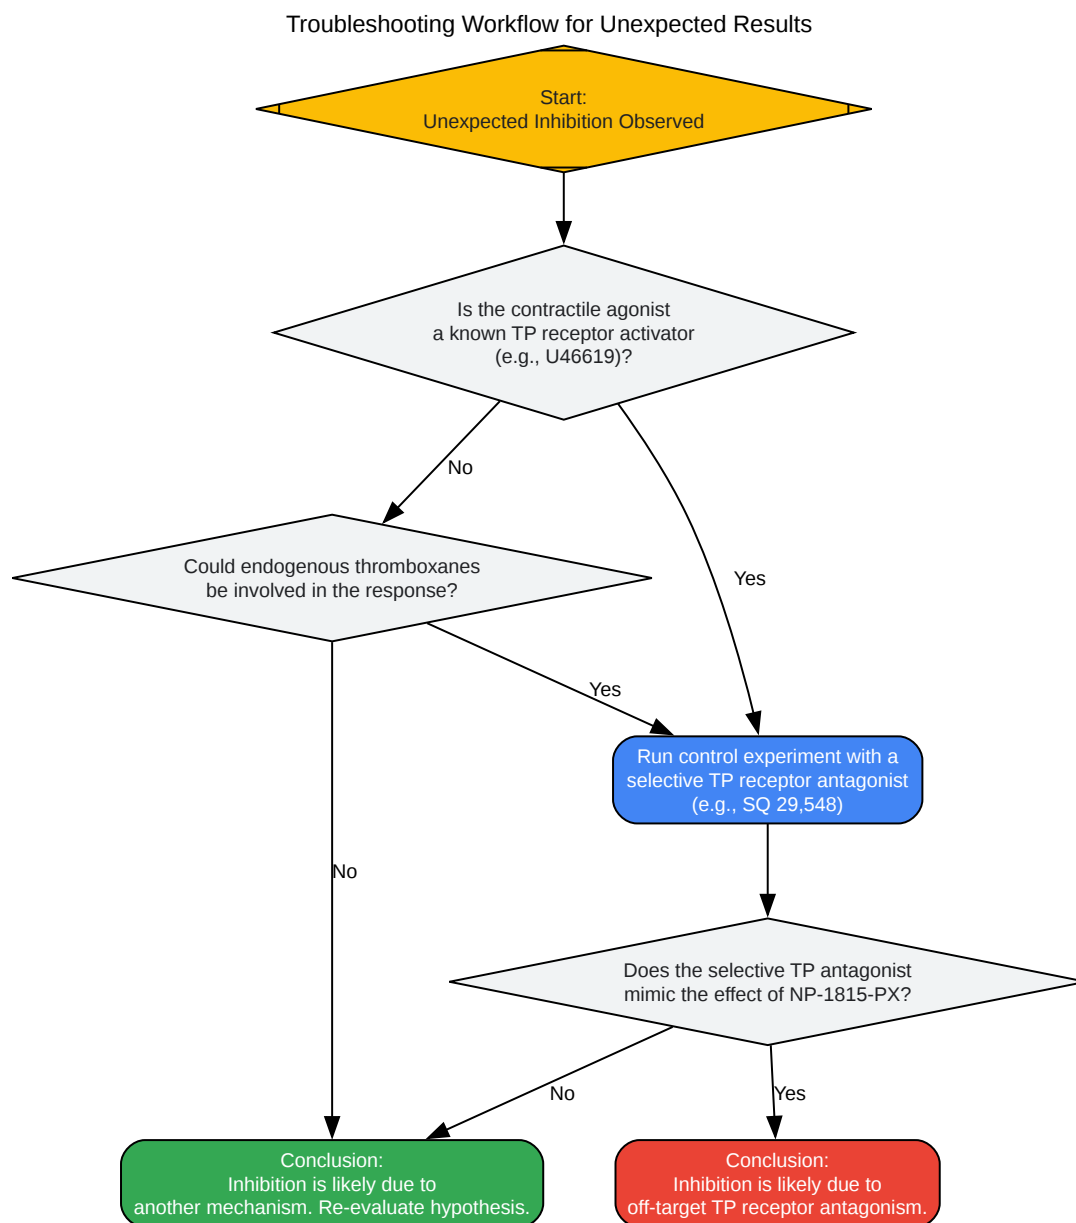 Troubleshooting Workflow for Unexpected Results
Start:
Unexpected Inhibition Observed
Is the contractile agonist
a known TP receptor activator
(e.g., U46619)?
No
Yes
Could endogenous thromboxanes
be involved in the response?
Yes
No
Run control experiment with a
selective TP receptor antagonist
(e.g., SQ 29,548)
Does the selective TP antagonist
mimic the effect of NP-1815-PX?
No
Yes
Conclusion:
Inhibition is likely due to
another mechanism. Re-evaluate hypothesis.
Conclusion:
Inhibition is likely due to
off-target TP receptor antagonism.